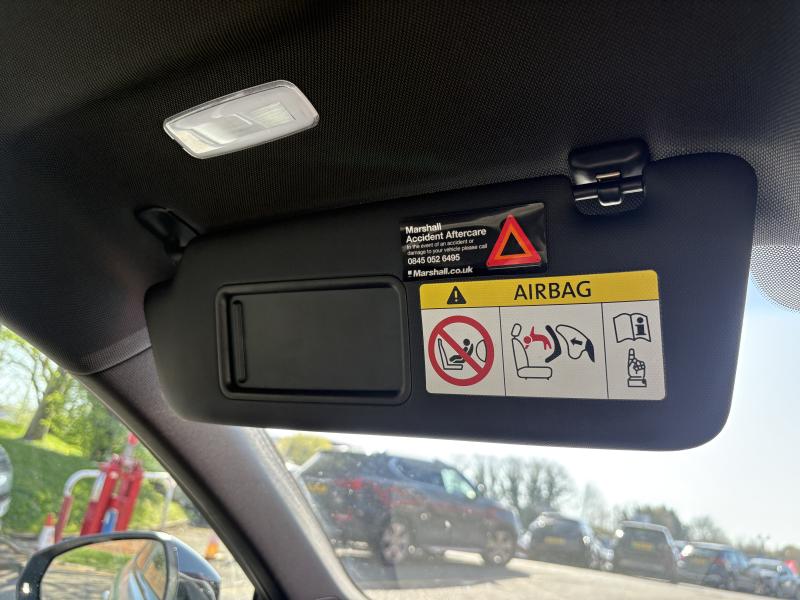 Marshall
Accident Aftercare
In the event of an accident or
damage to your vehicle please call
0845 052 6495
Marshall.co.uk
AIRBAG